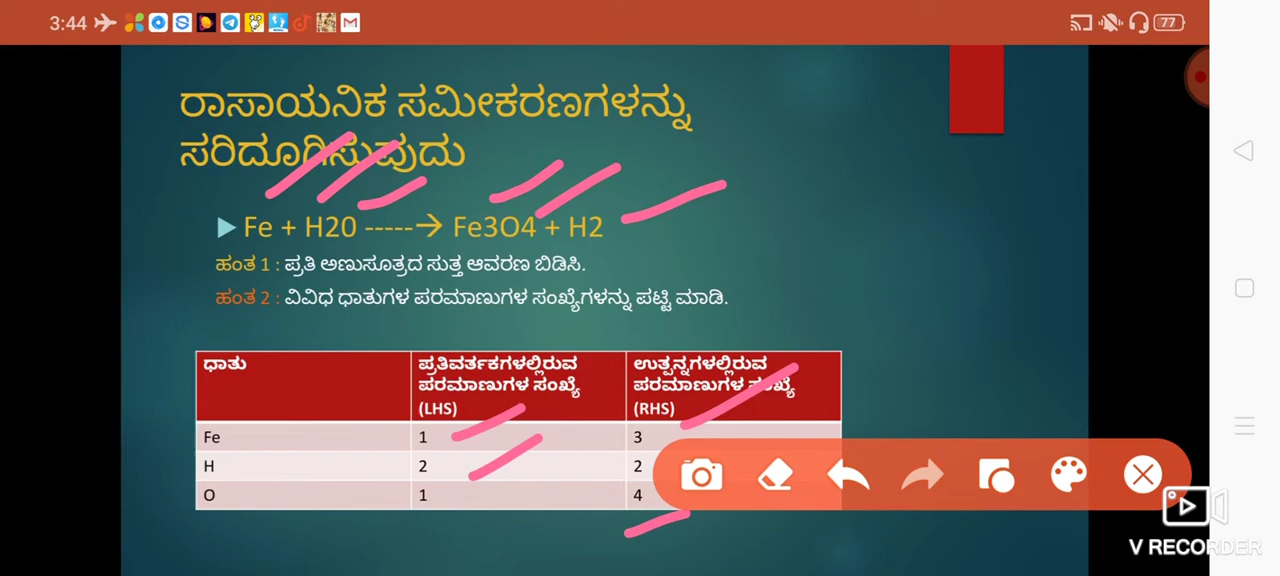 3:44
77
ರಾಸಾಯನಿಕ ಸಮೀಕರಣಗಳನ್ನು
ಸರಿದೂಗಿಸುವುದು
Fe + H20 -----→ Fe3O4 + H2
ಹಂತ 1 : ಪ್ರತಿ ಅಣುಸೂತ್ರದ ಸುತ್ತ ಆವರಣ ಬಿಡಿಸಿ.
ಹಂತ 2 : ವಿವಿಧ ಧಾತುಗಳ ಪರಮಾಣುಗಳ ಸಂಖ್ಯೆಗಳನ್ನು ಪಟ್ಟಿ ಮಾಡಿ.
ಧಾತು
ಪ್ರತಿವರ್ತಕಗಳಲ್ಲಿರುವ
ಪರಮಾಣುಗಳ ಸಂಖ್ಯೆ
(LHS)
ಉತ್ಪನ್ನಗಳಲ್ಲಿರುವ
ಪರಮಾಣುಗಳ ಸಂಖ್ಯೆ
(RHS)
Fe 1 3
H 2 2
O 1 4
V RECORDER